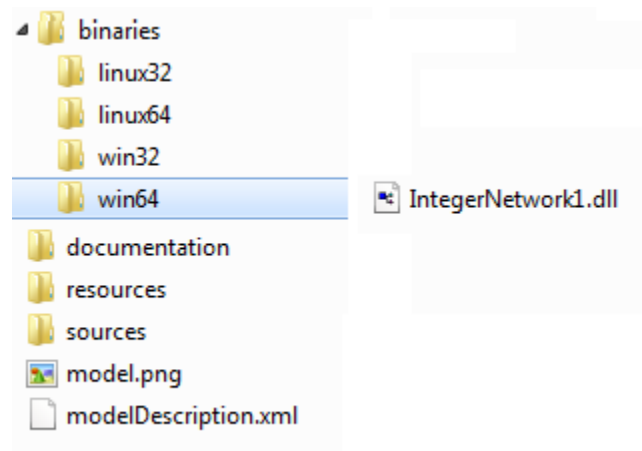 binaries
linux32
linux64
win32
win64
IntegerNetwork1.dll
documentation
resources
sources
model.png
modelDescription.xml